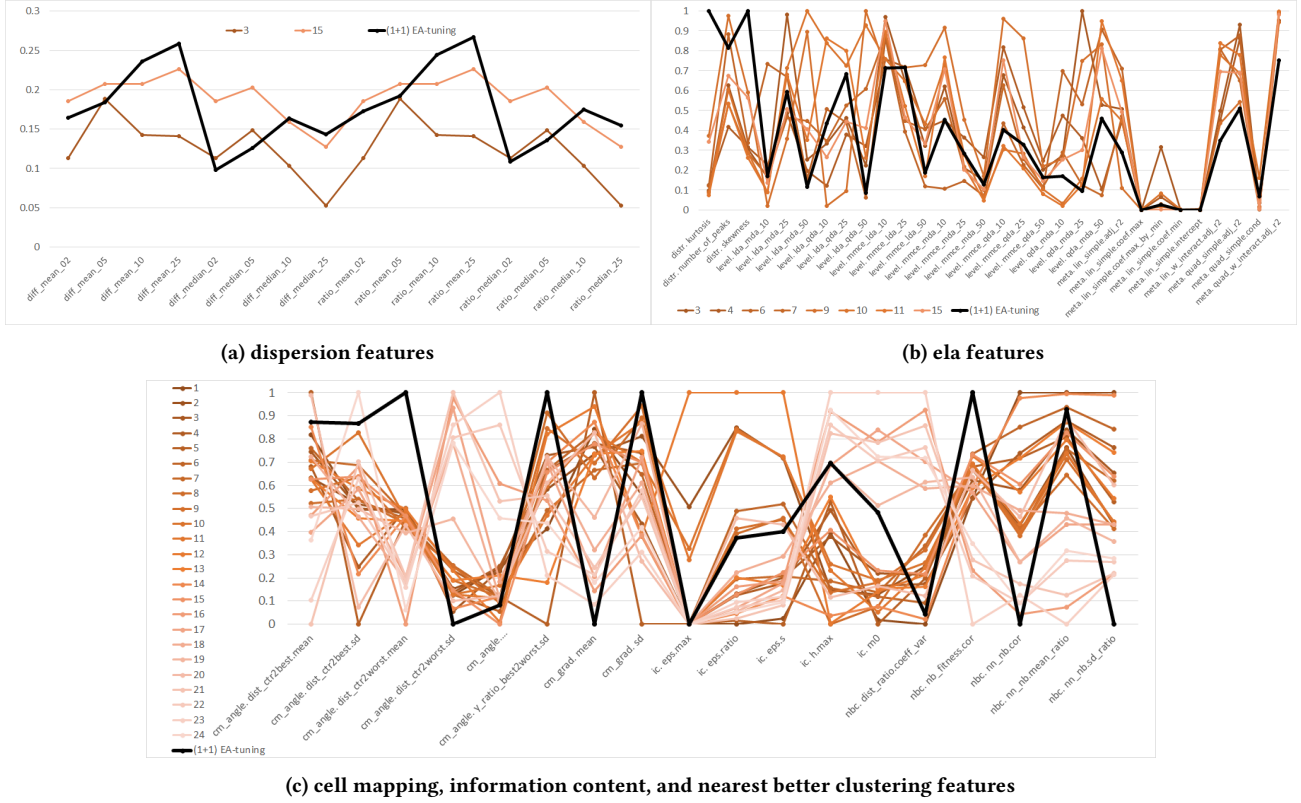 0.3
0.25
0.2
0.15
0.1
0.05
0
3
15
(1+1) EA-tuning
diff_mean_02
diff_mean_05
diff_mean_10
diff_mean_25
diff_median_02
diff_median_05
diff_median_10
diff_median_25
ratio_mean_02
ratio_mean_05
ratio_mean_10
ratio_mean_25
ratio_median_02
ratio_median_05
ratio_median_10
ratio_median_25
(a) dispersion features
1
0.9
0.8
0.7
0.6
0.5
0.4
0.3
0.2
0.1
0
distr. kurtosis
distr. number_of_peaks
distr. skewness
level. lda_mda_10
level. lda_mda_25
level. lda_mda_50
level. lda_qda_10
level. lda_qda_25
level. lda_qda_50
level. mmce_lda_10
level. mmce_lda_25
level. mmce_lda_50
level. mmce_mda_10
level. mmce_mda_25
level. mmce_mda_50
level. mmce_qda_10
level. mmce_qda_25
level. mmce_qda_50
level. qda_mda_10
level. qda_mda_25
level. qda_mda_50
meta. lin_simple.adj_r2
meta. lin_simple.coef.max
meta. lin_simple.coef.max_by_min
meta. lin_simple.coef.min
meta. lin_simple.intercept
meta. lin_w_interact.adj_r2
meta. quad_simple.adj_r2
meta. quad_simple.cond
meta. quad_w_interact.adj_r2
3
4
6
7
9
10
11
15
(1+1) EA-tuning
(b) ela features
1
2
3
4
5
6
7
8
9
10
11
12
13
14
15
16
17
18
19
20
21
22
23
24
(1+1) EA-tuning
1
0.9
0.8
0.7
0.6
0.5
0.4
0.3
0.2
0.1
0
cm_angle. dist_ctr2best.mean
cm_angle. dist_ctr2best.sd
cm_angle. dist_ctr2worst.mean
cm_angle. dist_ctr2worst.sd
cm_angle....
cm_angle. y_ratio_best2worst.sd
cm_grad. mean
cm_grad. sd
ic. eps.max
ic. eps.ratio
ic. eps.s
ic. h.max
ic. m0
nbc. dist_ratio.coeff_var
nbc. nb_fitness.cor
nbc. nn_nb.cor
nbc. nn_nb.mean_ratio
nbc. nn_nb.sd_ratio
(c) cell mapping, information content, and nearest better clustering features